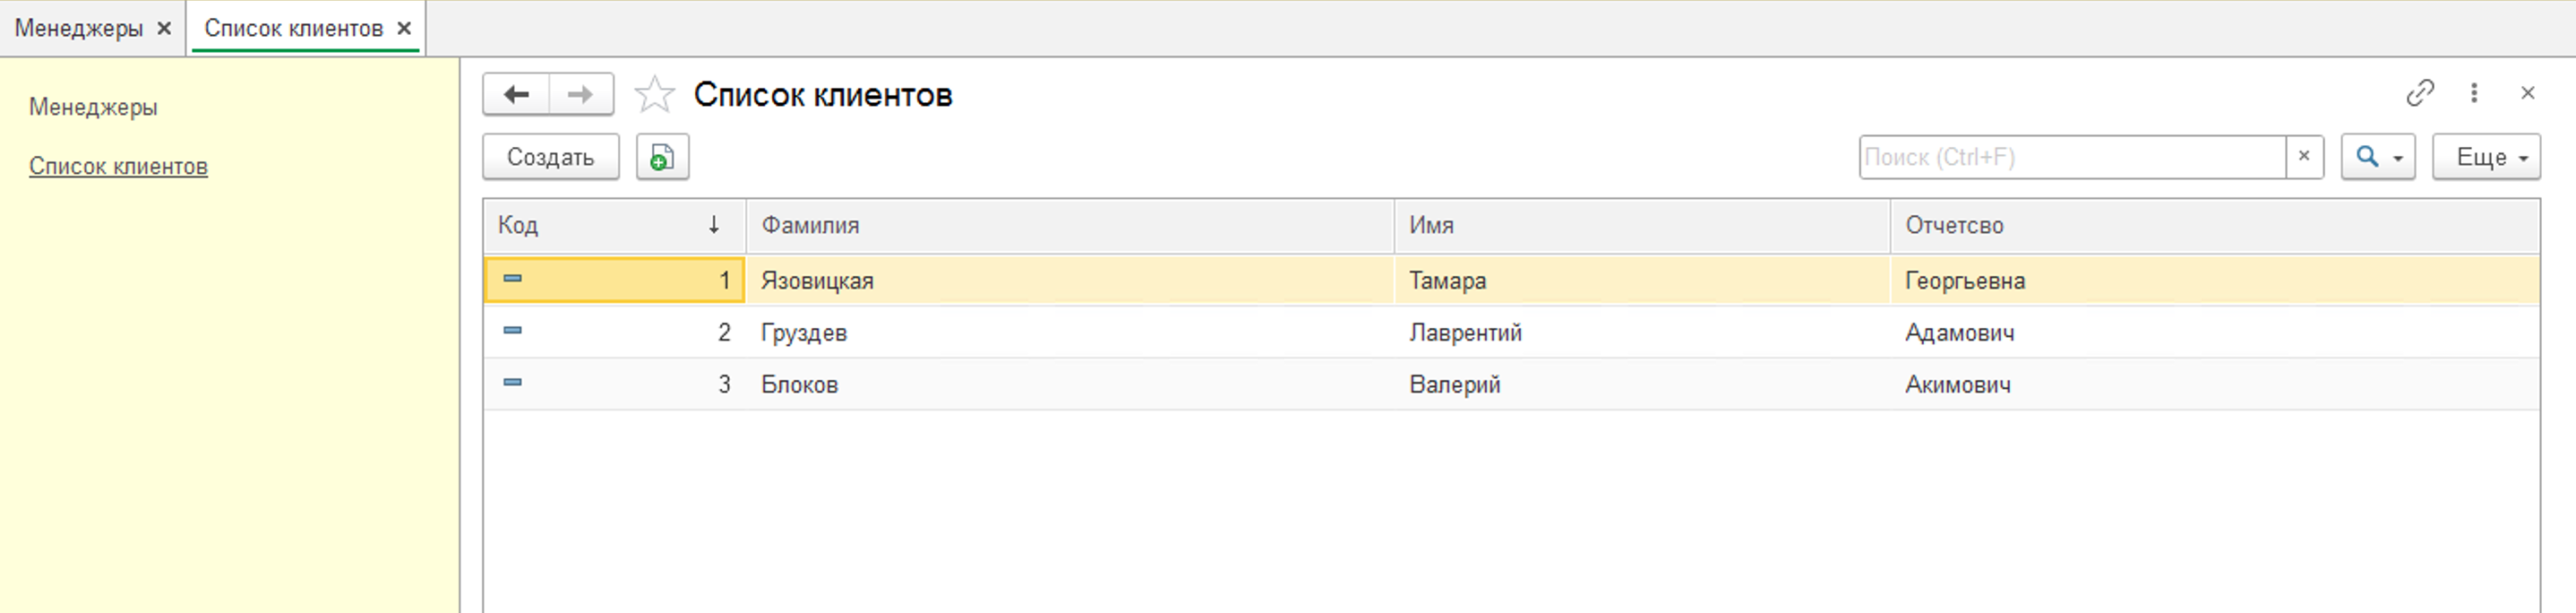 Менеджеры × Список клиентов ×
Менеджеры
Список клиентов
Список клиентов
Создать Поиск (Ctrl+F) × Еще
Код ↓ Фамилия Имя Отчетсво
1 Язовицкая Тамара Георгьевна
2 Груздев Лаврентий Адамович
3 Блоков Валерий Акимович